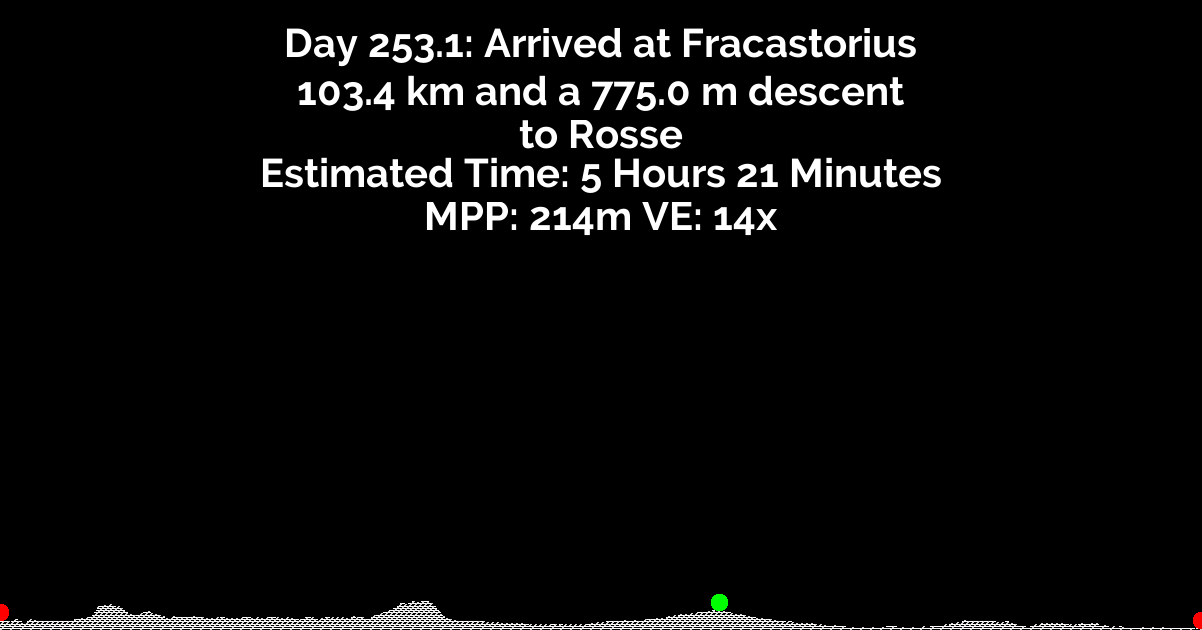 Day 253.1: Arrived at Fracastorius
103.4 km and a 775.0 m descent
to Rosse
Estimated Time: 5 Hours 21 Minutes
MPP: 214m VE: 14x